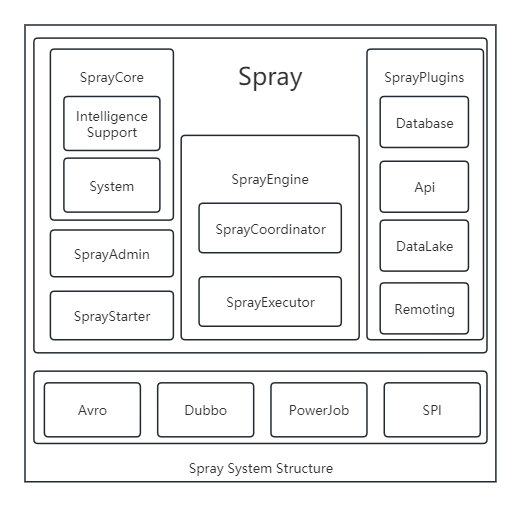 Spray
SprayCore
Intelligence
Support
System
SprayAdmin
SprayStarter
SprayEngine
SprayCoordinator
SprayExecutor
SprayPlugins
Database
Api
DataLake
Remoting
Avro
Dubbo
PowerJob
SPI
Spray System Structure